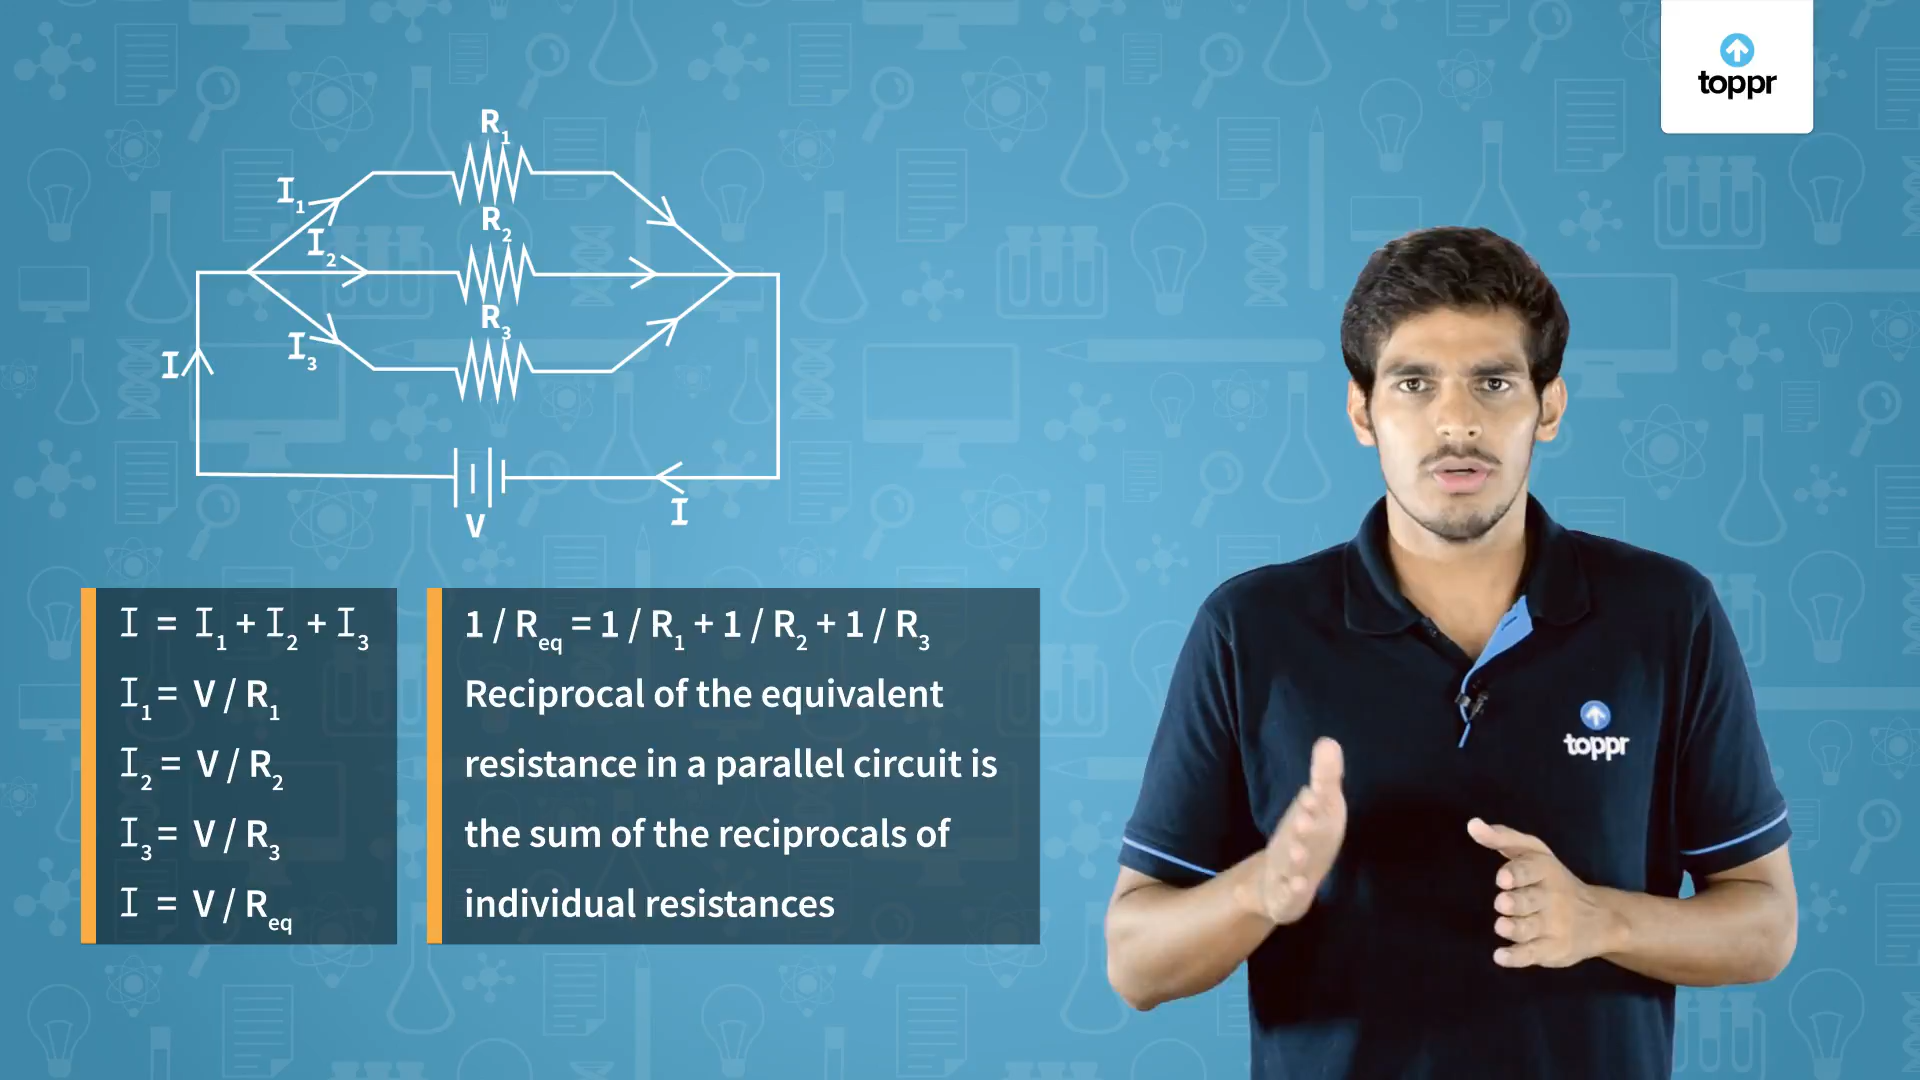 toppr
R₁
I₁
R₂
I₂
R₃
I₃
I
V
I
I = I₁ + I₂ + I₃
I₁ = V / R₁
I₂ = V / R₂
I₃ = V / R₃
I = V / Req
1 / Req = 1 / R₁ + 1 / R₂ + 1 / R₃
Reciprocal of the equivalent
resistance in a parallel circuit is
the sum of the reciprocals of
individual resistances
toppr